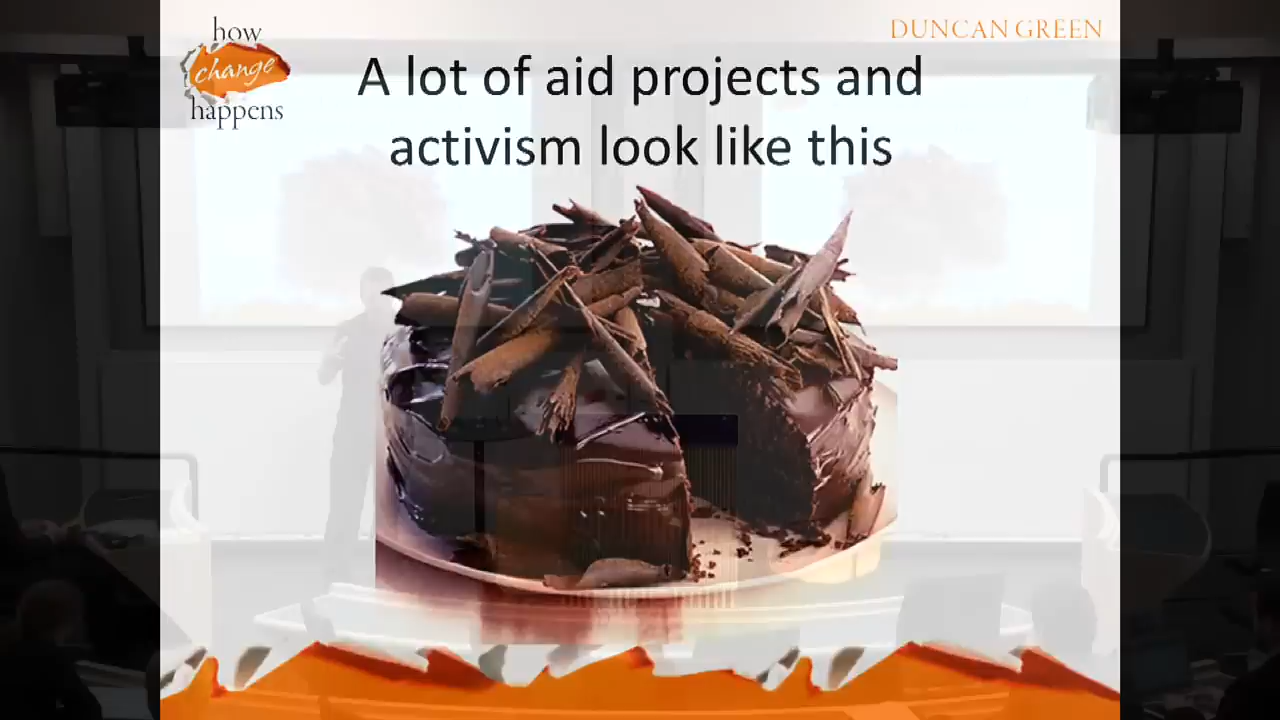 how
change
happens
DUNCAN GREEN
A lot of aid projects and
activism look like this